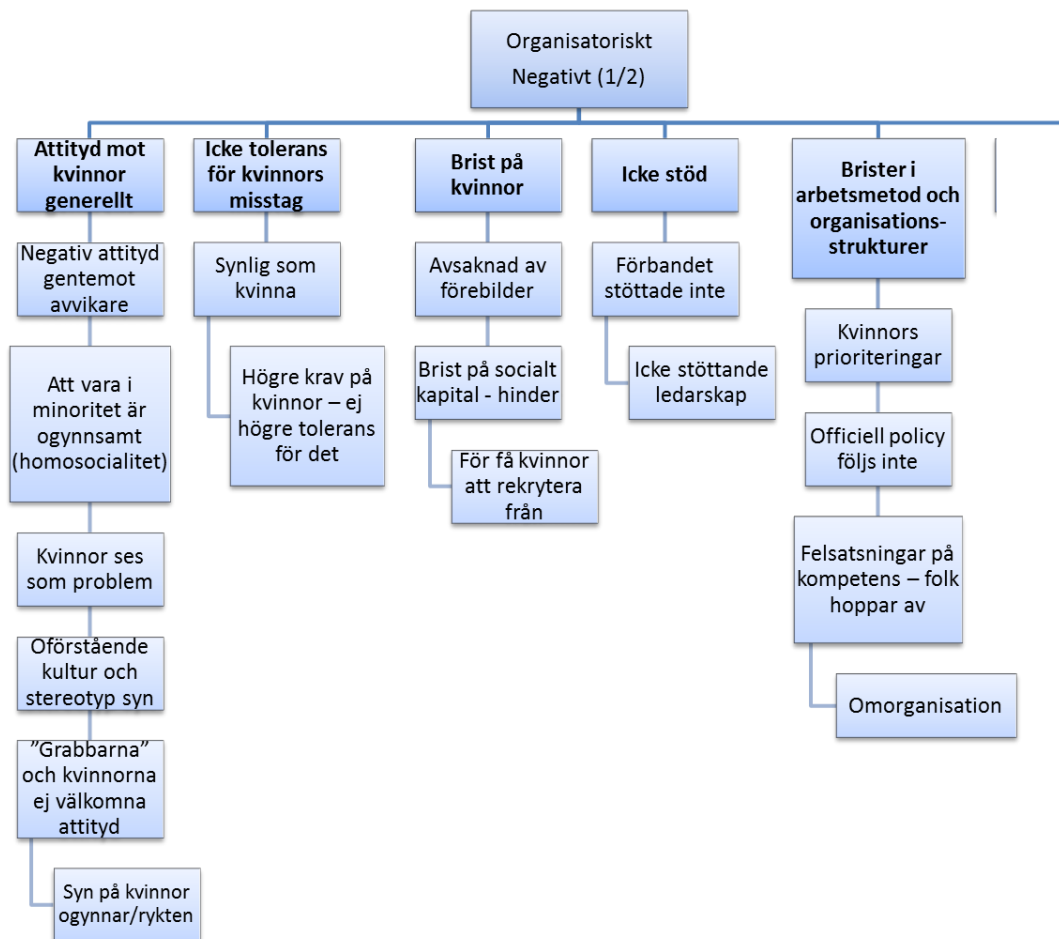 Organisatoriskt
Negativt (1/2)
Attityd mot
kvinnor
generellt
Negativ attityd
gentemot
avvikare
Att vara i
minoritet är
ogynnsamt
(homosocialitet)
Kvinnor ses
som problem
Oförstående
kultur och
stereotyp syn
”Grabbarna”
och kvinnorna
ej välkomna
attityd
Syn på kvinnor
ogynnar/rykten
Icke tolerans
för kvinnors
misstag
Synlig som
kvinna
Högre krav på
kvinnor – ej
högre tolerans
för det
Brist på
kvinnor
Avsaknad av
förebilder
Brist på socialt
kapital - hinder
För få kvinnor
att rekrytera
från
Icke stöd
Förbandet
stöttade inte
Icke stöttande
ledarskap
Brister i
arbetsmetod och
organisations-
strukturer
Kvinnors
prioriteringar
Officiell policy
följs inte
Felsatsningar på
kompetens – folk
hoppar av
Omorganisation